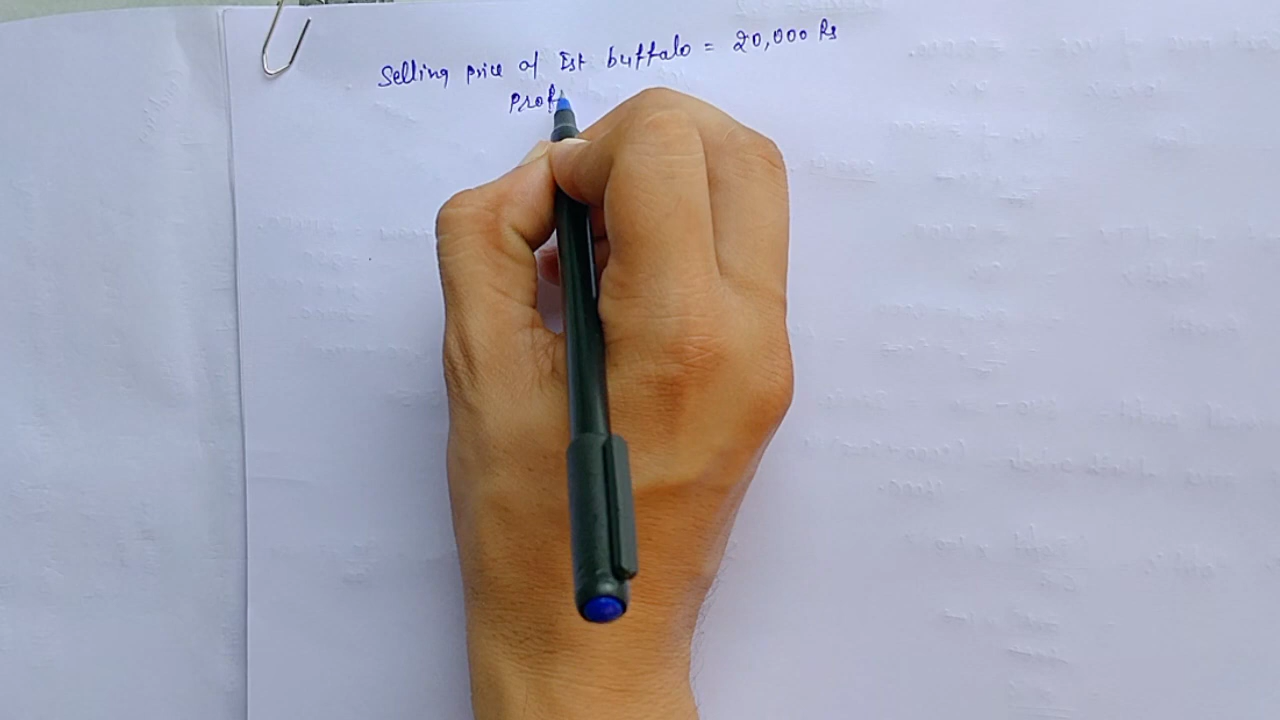 Selling price of Ist buffalo = 20,000 Rs
Prof